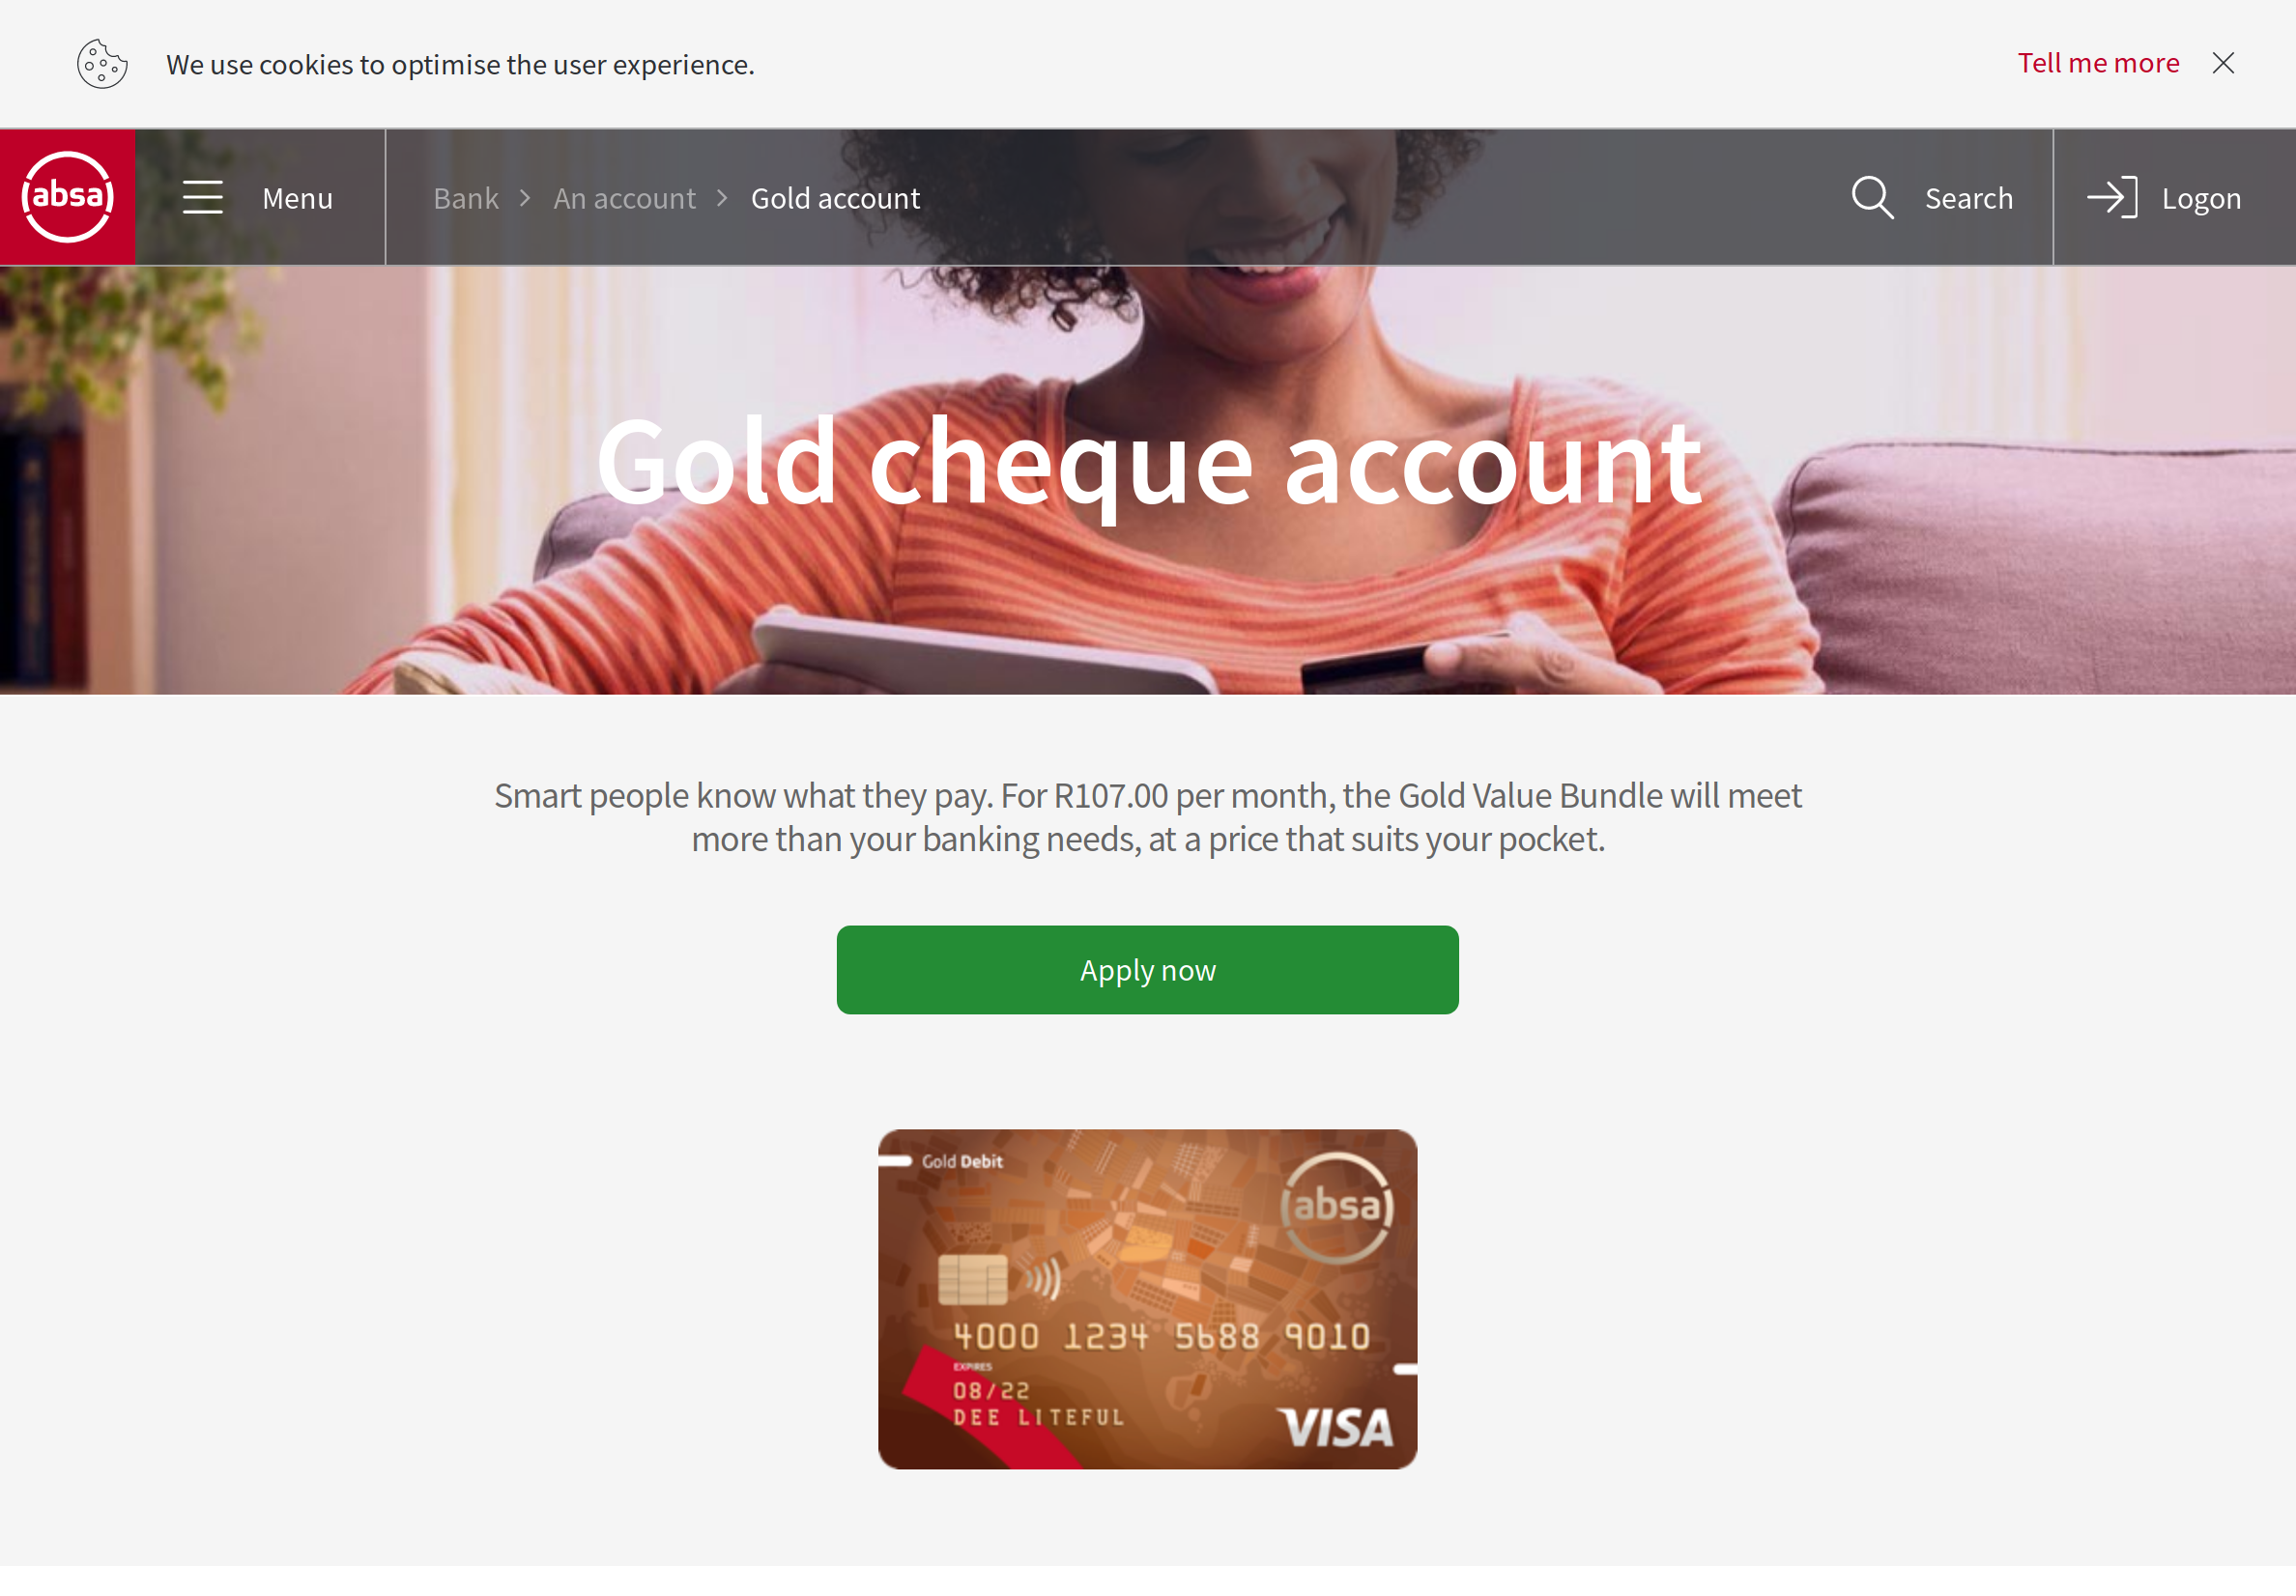 We use cookies to optimise the user experience.
Tell me more
absa
Menu
Bank
An account
Gold account
Search
Logon
Gold cheque account
Smart people know what they pay. For R107.00 per month, the Gold Value Bundle will meet
more than your banking needs, at a price that suits your pocket.
Apply now
Gold Debit
absa
4000 1234 5688 9010
EXPIRES
08/22
DEE LITEFUL
VISA